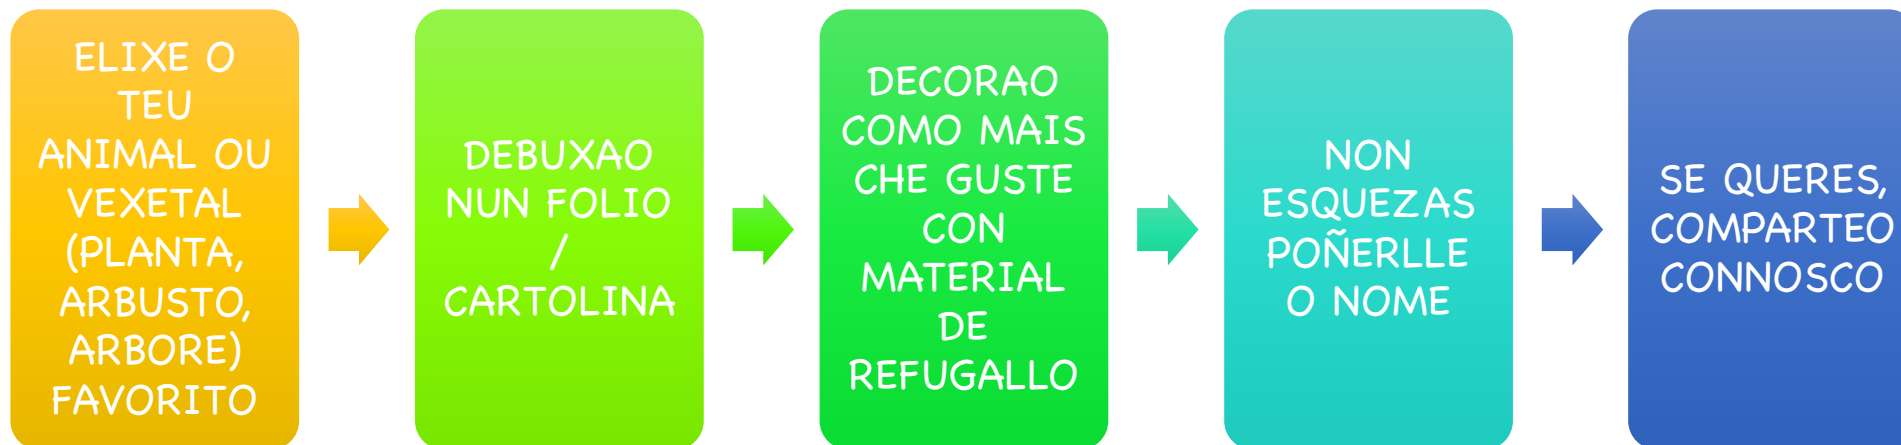 ELIXE O
TEU
ANIMAL OU
VEXETAL
(PLANTA,
ARBUSTO,
ARBORE)
FAVORITO
DEBUXAO
NUN FOLIO
/
CARTOLINA
DECORAO
COMO MAIS
CHE GUSTE
CON
MATERIAL
DE
REFUGALLO
NON
ESQUEZAS
POÑERLLE
O NOME
SE QUERES,
COMPARTEO
CONNOSCO